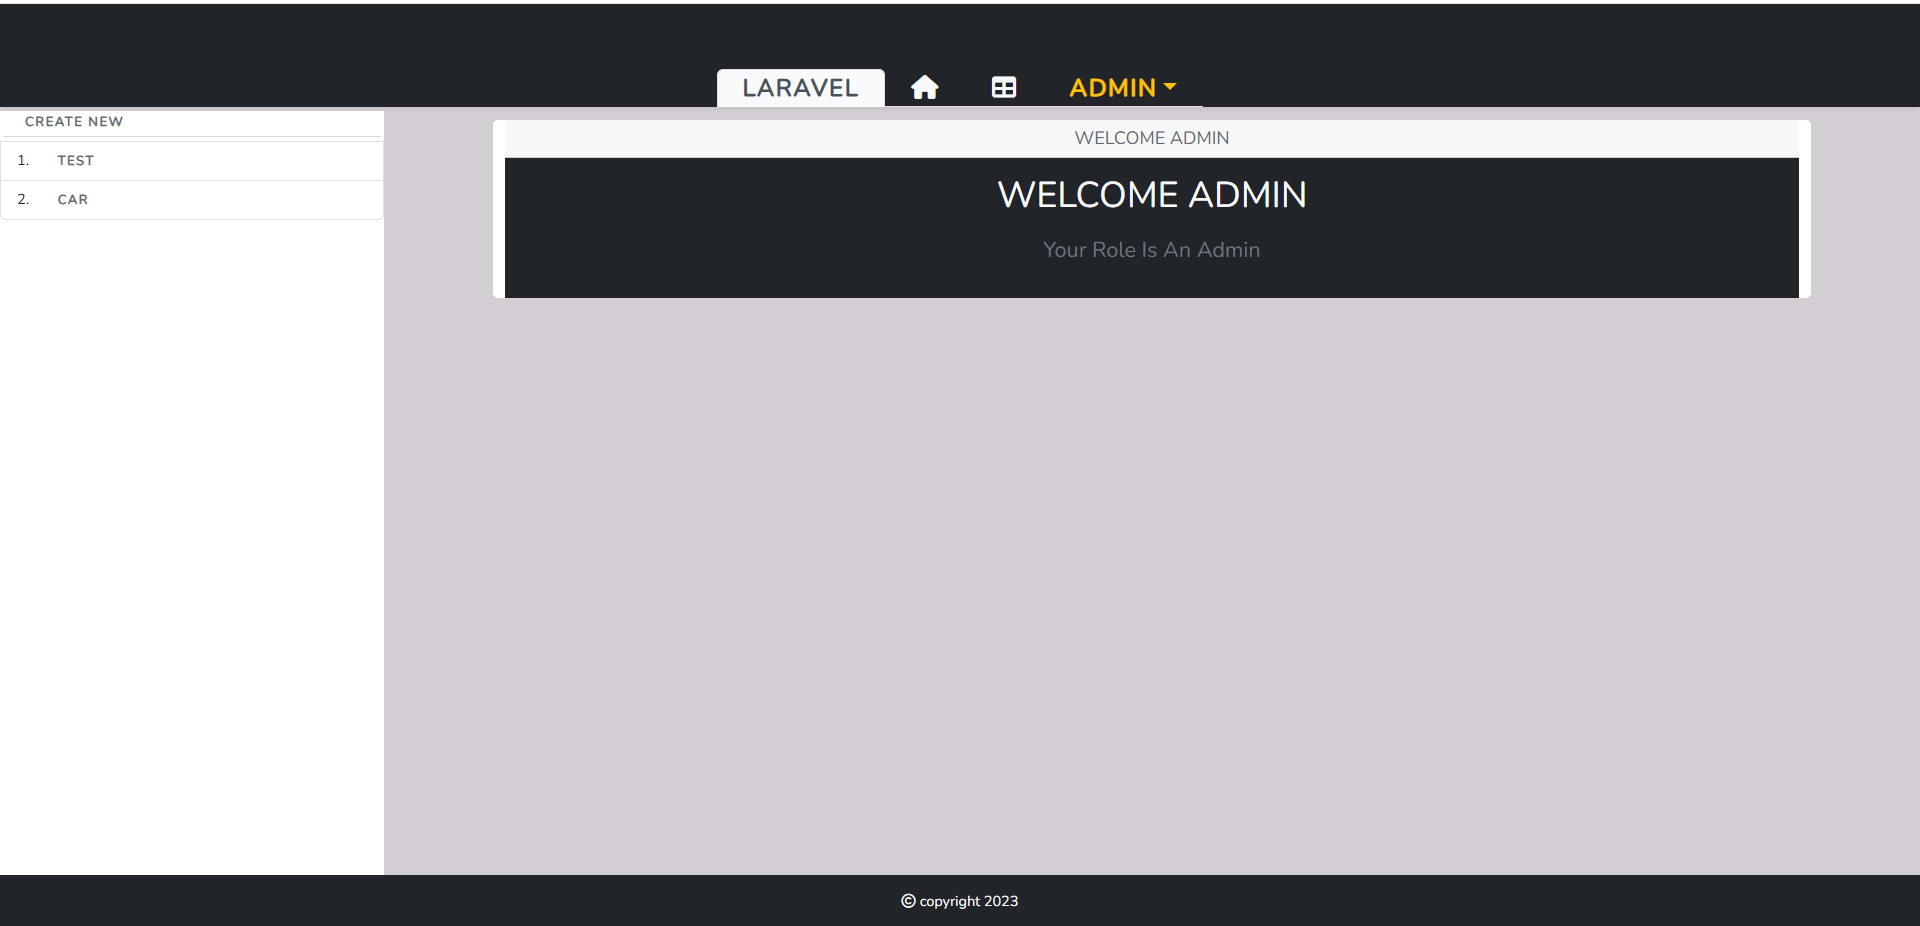 LARAVEL ADMIN
CREATE NEW
1. TEST
2. CAR
WELCOME ADMIN
WELCOME ADMIN
Your Role Is An Admin
© copyright 2023